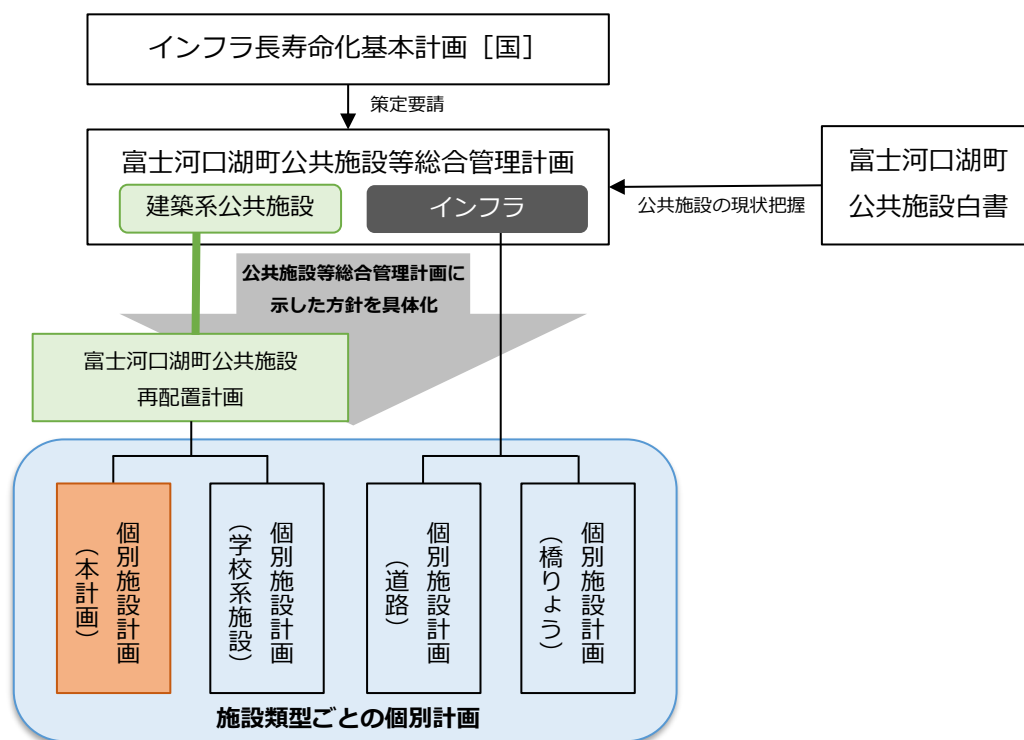 インフラ長寿命化基本計画［国］
策定要請
富士河口湖町公共施設等総合管理計画
建築系公共施設
インフラ
公共施設の現状把握
富士河口湖町
公共施設白書
公共施設等総合管理計画に
示した方針を具体化
富士河口湖町公共施設
再配置計画
個別施設計画
（本計画）
個別施設計画
（学校系施設）
個別施設計画
（道路）
個別施設計画
（橋りょう）
施設類型ごとの個別計画